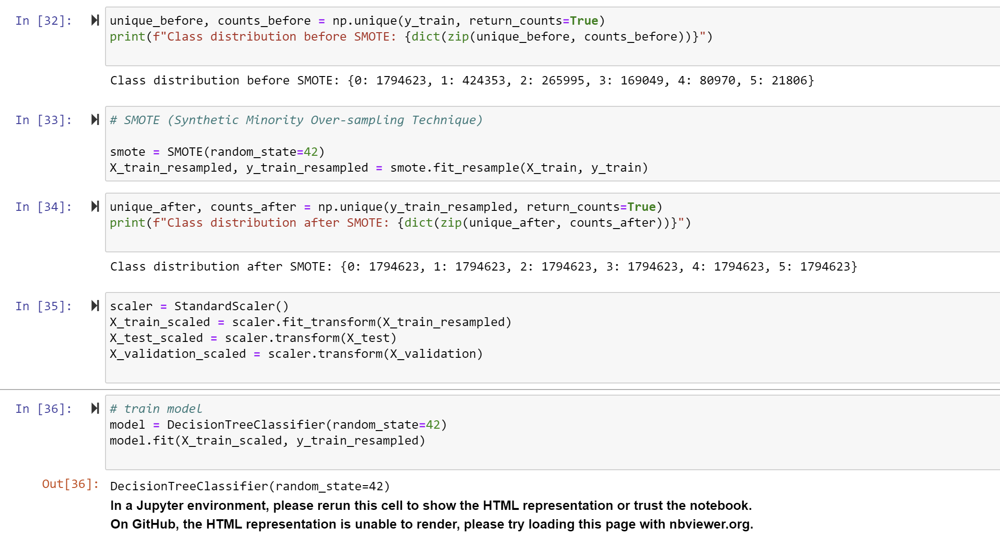 In [32]: unique_before, counts_before = np.unique(y_train, return_counts=True)
print(f"Class distribution before SMOTE: {dict(zip(unique_before, counts_before))}")
Class distribution before SMOTE: {0: 1794623, 1: 424353, 2: 265995, 3: 169049, 4: 80970, 5: 21806}
In [33]: # SMOTE (Synthetic Minority Over-sampling Technique)
smote = SMOTE(random_state=42)
X_train_resampled, y_train_resampled = smote.fit_resample(X_train, y_train)
In [34]: unique_after, counts_after = np.unique(y_train_resampled, return_counts=True)
print(f"Class distribution after SMOTE: {dict(zip(unique_after, counts_after))}")
Class distribution after SMOTE: {0: 1794623, 1: 1794623, 2: 1794623, 3: 1794623, 4: 1794623, 5: 1794623}
In [35]: scaler = StandardScaler()
X_train_scaled = scaler.fit_transform(X_train_resampled)
X_test_scaled = scaler.transform(X_test)
X_validation_scaled = scaler.transform(X_validation)
In [36]: # train model
model = DecisionTreeClassifier(random_state=42)
model.fit(X_train_scaled, y_train_resampled)
Out[36]: DecisionTreeClassifier(random_state=42)
In a Jupyter environment, please rerun this cell to show the HTML representation or trust the notebook.
On GitHub, the HTML representation is unable to render, please try loading this page with nbviewer.org.